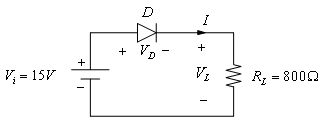 D
I
+ V_D −
+
V_i = 15V
+
−
V_L
−
R_L = 800Ω